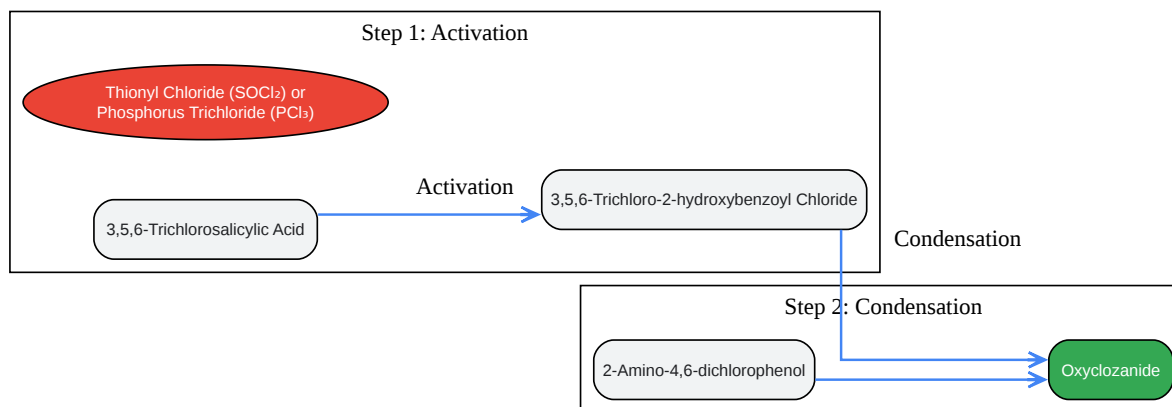 Step 1: Activation
Thionyl Chloride (SOCl₂) or
Phosphorus Trichloride (PCl₃)
Activation
3,5,6-Trichloro-2-hydroxybenzoyl Chloride
3,5,6-Trichlorosalicylic Acid
Condensation
Step 2: Condensation
2-Amino-4,6-dichlorophenol
Oxyclozanide